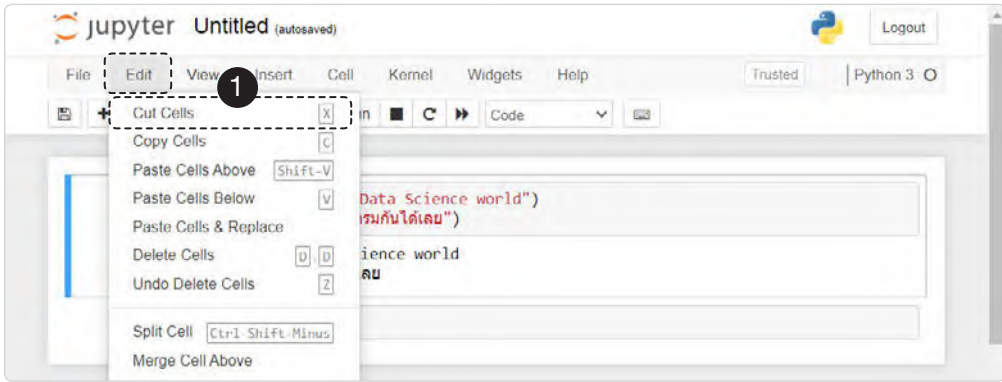 jupyter Untitled (autosaved) Logout
File Edit View Insert Cell Kernel Widgets Help Trusted Python 3
1
Cut Cells X
Code
Copy Cells C
Paste Cells Above Shift-V
Paste Cells Below V
Data Science world")
Paste Cells & Replace
กันได้เลย")
Delete Cells D,D
ience world
Undo Delete Cells Z
ลย
Split Cell Ctrl-Shift-Minus
Merge Cell Above